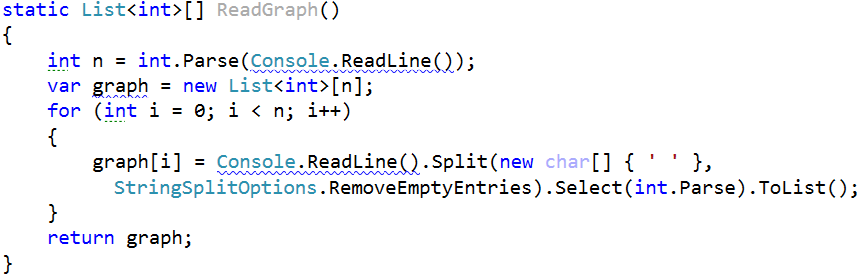 static List<int>[] ReadGraph()
{
    int n = int.Parse(Console.ReadLine());
    var graph = new List<int>[n];
    for (int i = 0; i < n; i++)
    {
        graph[i] = Console.ReadLine().Split(new char[] { ' ' },
          StringSplitOptions.RemoveEmptyEntries).Select(int.Parse).ToList();
    }
    return graph;
}